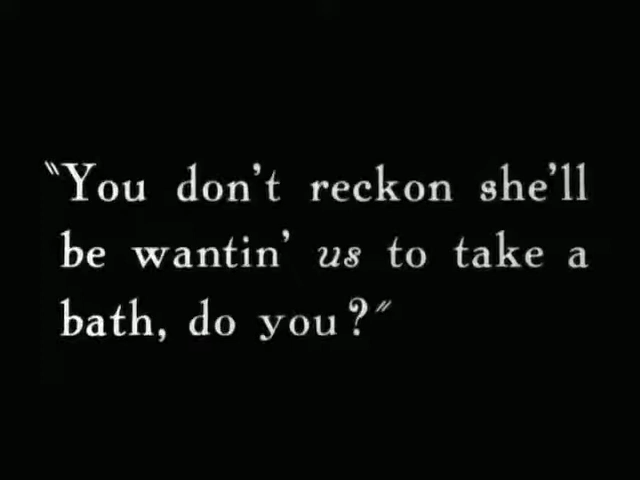 "You don't reckon she'll
be wantin' us to take a
bath, do you?"